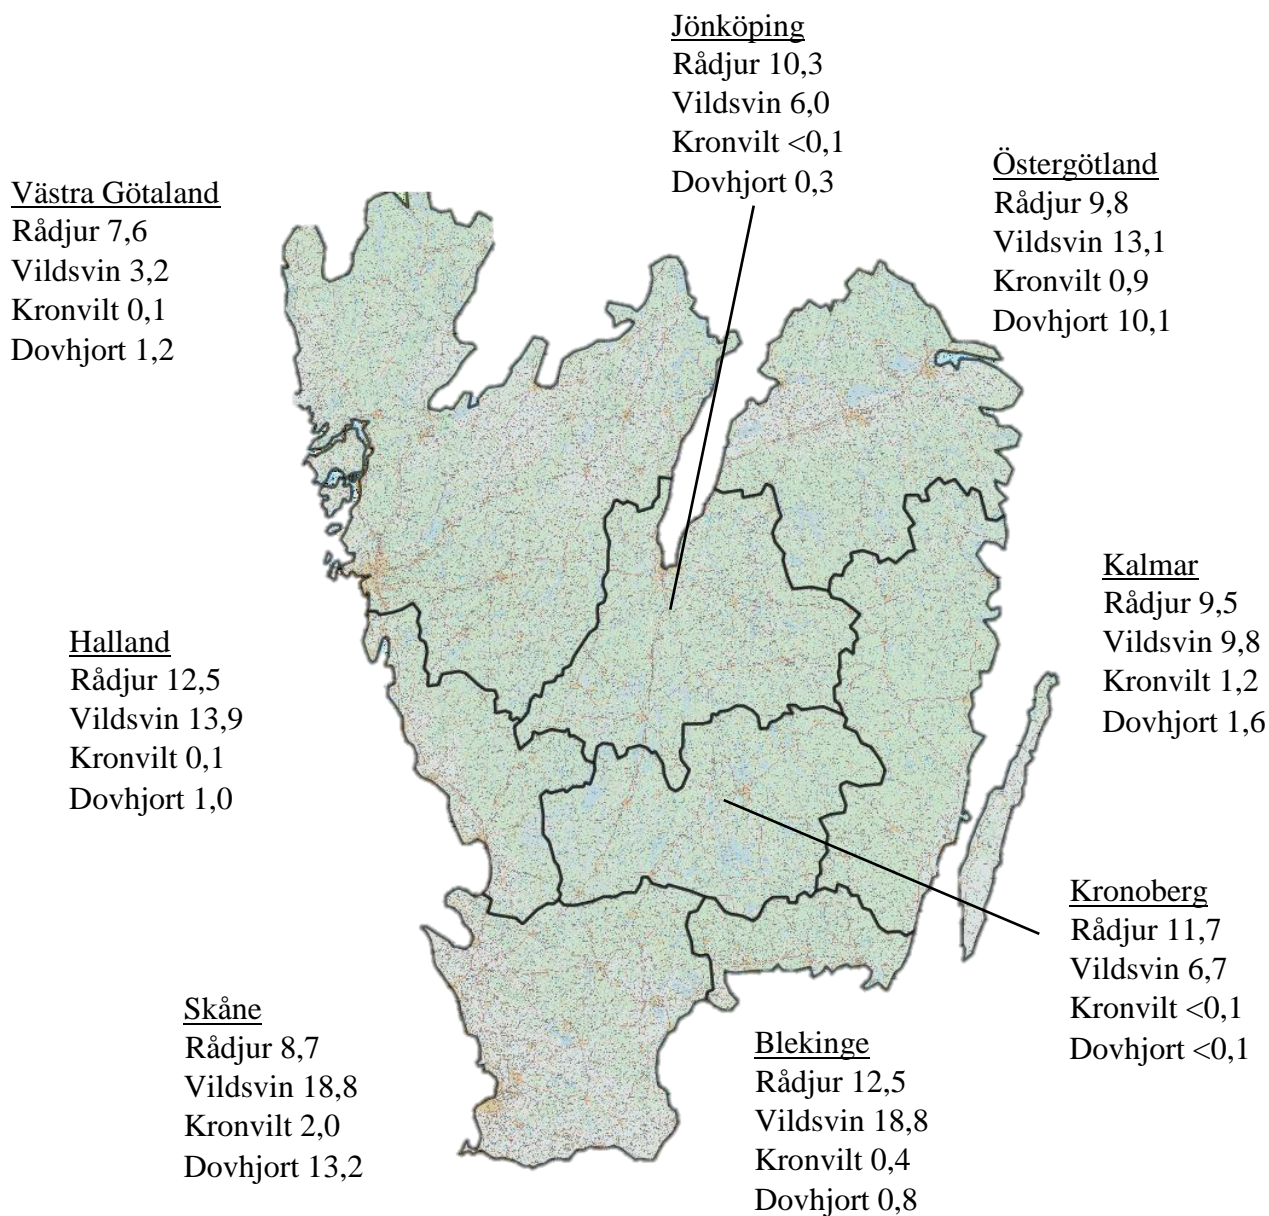 Jönköping
Rådjur 10,3
Vildsvin 6,0
Kronvilt <0,1
Dovhjort 0,3
Östergötland
Rådjur 9,8
Vildsvin 13,1
Kronvilt 0,9
Dovhjort 10,1
Västra Götaland
Rådjur 7,6
Vildsvin 3,2
Kronvilt 0,1
Dovhjort 1,2
Kalmar
Rådjur 9,5
Vildsvin 9,8
Kronvilt 1,2
Dovhjort 1,6
Halland
Rådjur 12,5
Vildsvin 13,9
Kronvilt 0,1
Dovhjort 1,0
Kronoberg
Rådjur 11,7
Vildsvin 6,7
Kronvilt <0,1
Dovhjort <0,1
Skåne
Rådjur 8,7
Vildsvin 18,8
Kronvilt 2,0
Dovhjort 13,2
Blekinge
Rådjur 12,5
Vildsvin 18,8
Kronvilt 0,4
Dovhjort 0,8